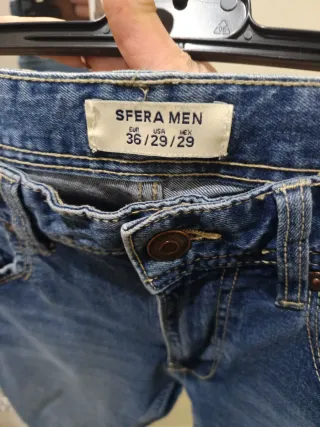 SFERA MEN
EUR USA MEX
36/29/29